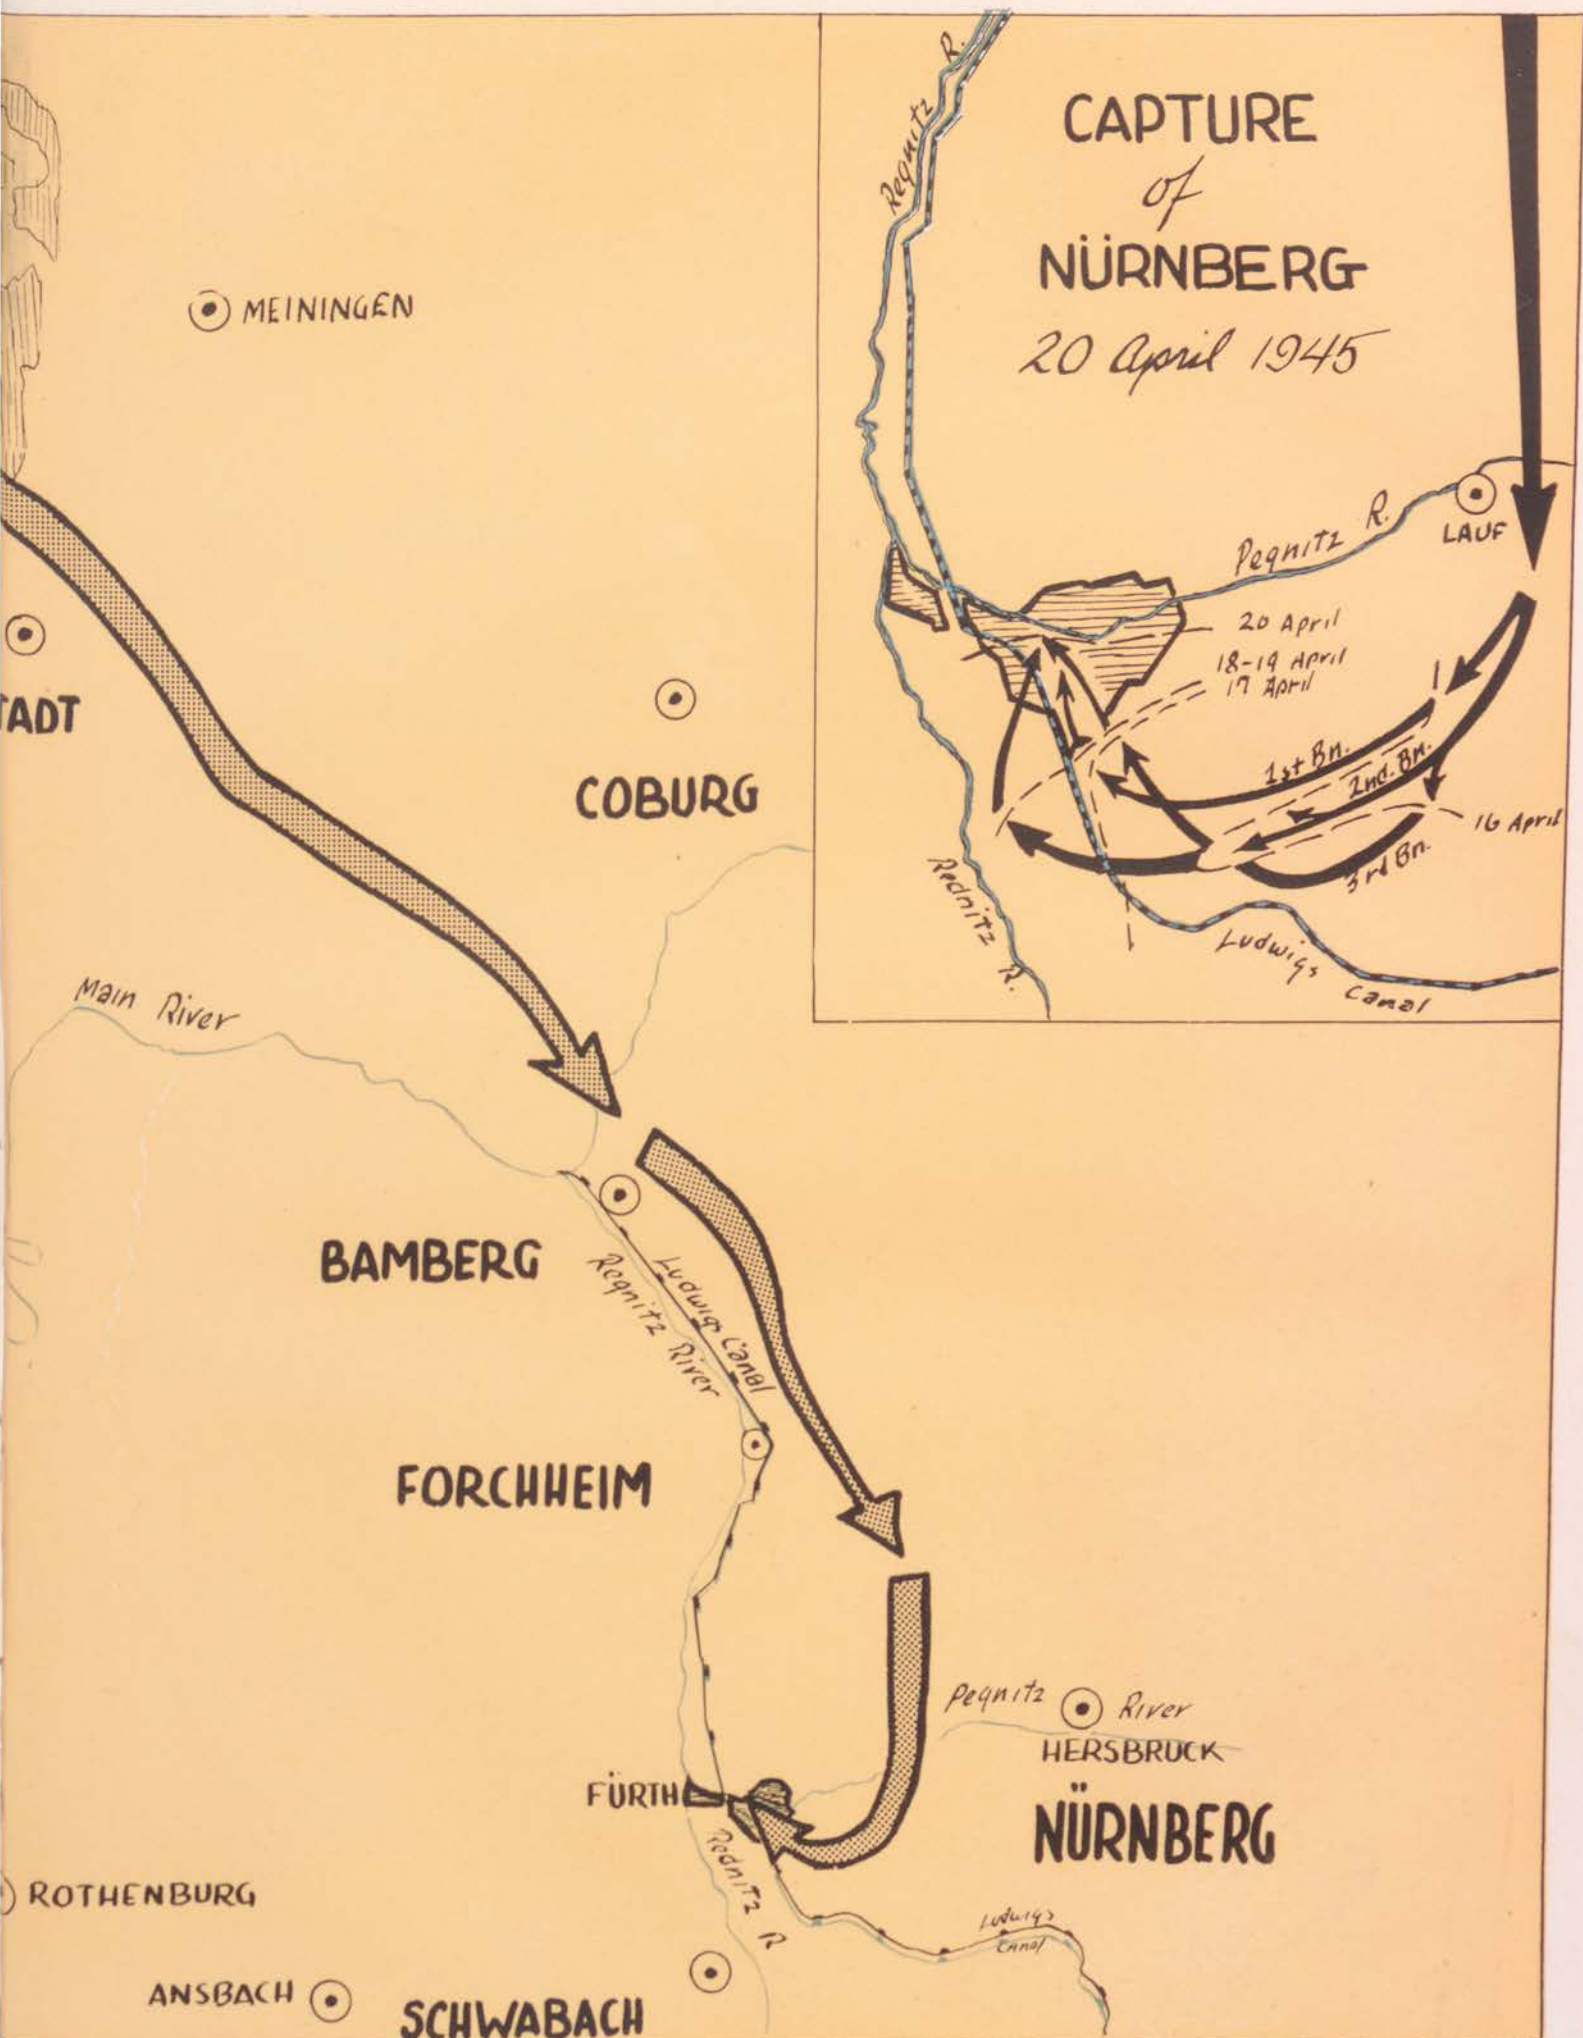 CAPTURE
of
NÜRNBERG
20 April 1945
Regnitz R.
Pegnitz R.
LAUF
20 April
18-19 April
17 April
1st Bn.
2nd. Bn.
16 April
3rd Bn.
Rednitz R.
Ludwigs Canal
MEININGEN
TADT
COBURG
Main River
BAMBERG
Ludwigs Canal
Regnitz River
FORCHHEIM
Pegnitz River
HERSBRUCK
FÜRTH
NÜRNBERG
Rednitz R
ROTHENBURG
Ludwigs
Canal
ANSBACH
SCHWABACH